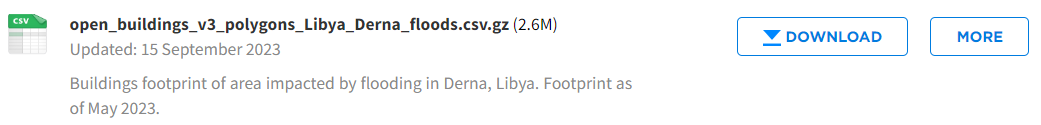 CSV
open_buildings_v3_polygons_Libya_Derna_floods.csv.gz (2.6M)
DOWNLOAD
MORE
Updated: 15 September 2023
Buildings footprint of area impacted by flooding in Derna, Libya. Footprint as
of May 2023.